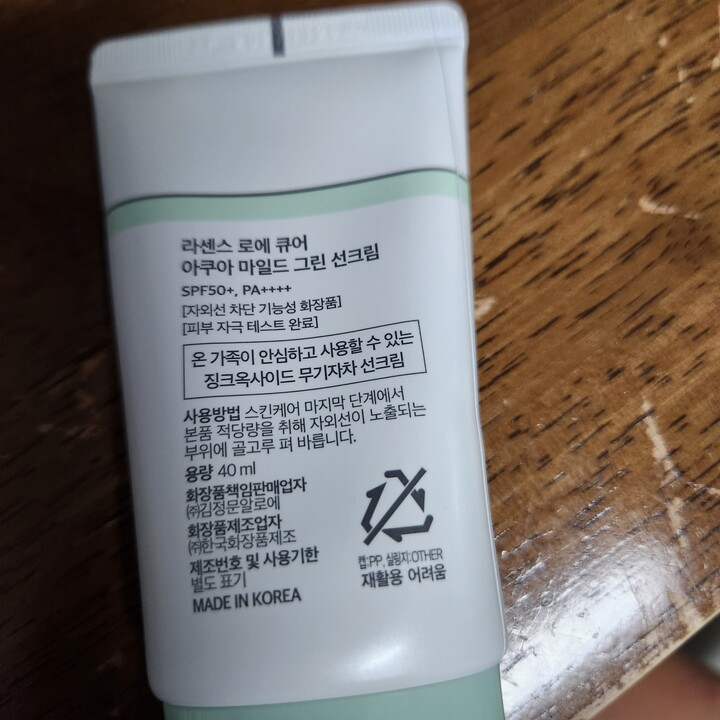 라센스 로에 큐어
아쿠아 마일드 그린 선크림
SPF50+, PA++++
[자외선 차단 기능성 화장품]
[피부 자극 테스트 완료]
온 가족이 안심하고 사용할 수 있는
징크옥사이드 무기자차 선크림
사용방법 스킨케어 마지막 단계에서
본품 적당량을 취해 자외선이 노출되는
부위에 골고루 펴 바릅니다.
용량 40 ml
화장품책임판매업자
㈜김정문알로에
화장품제조업자
㈜한국화장품제조
제조번호 및 사용기한
별도 표기
MADE IN KOREA
캡:PP, 실링지:OTHER
재활용 어려움